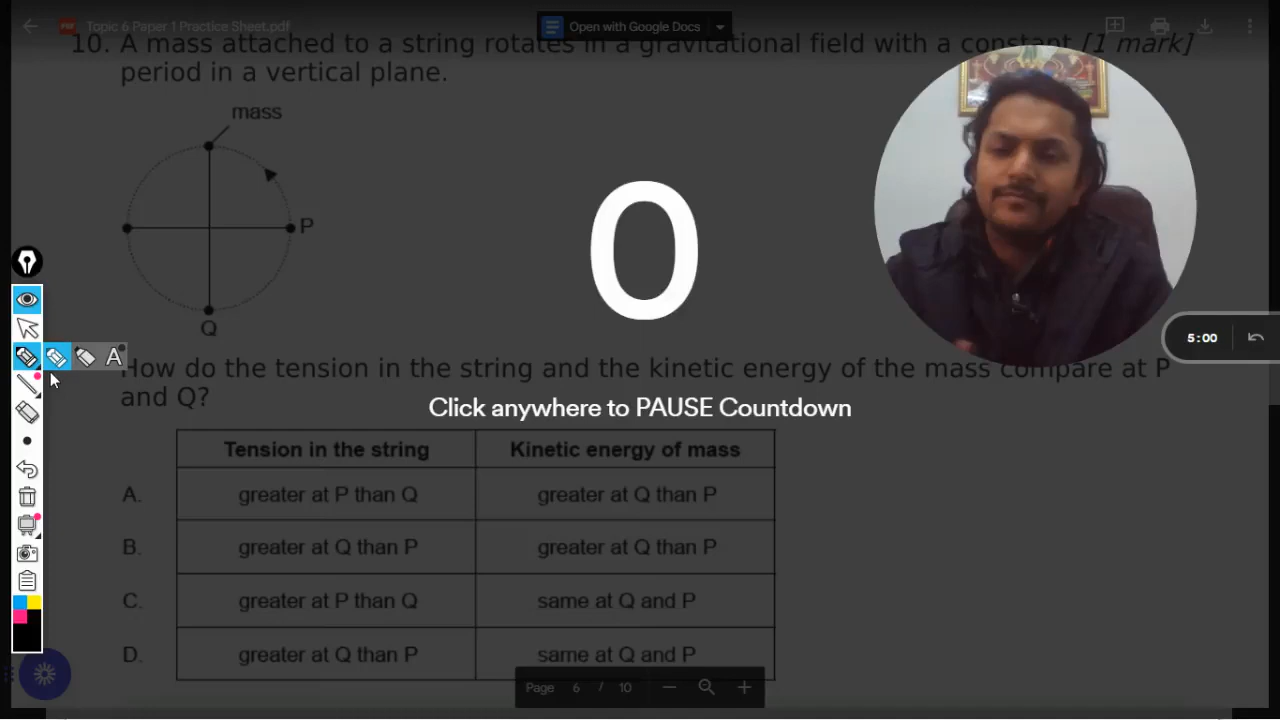 Topic 6 Paper 1 Practice Sheet.pdf
Open with Google Docs
10. A mass attached to a string rotates in a gravitational field with a constant [1 mark]
period in a vertical plane.
mass
P
Q
0
5:00
A
How do the tension in the string and the kinetic energy of the mass compare at P
and Q?
Click anywhere to PAUSE Countdown
Tension in the string Kinetic energy of mass
A. greater at P than Q greater at Q than P
B. greater at Q than P greater at Q than P
C. greater at P than Q same at Q and P
D. greater at Q than P same at Q and P
Page 6 / 10